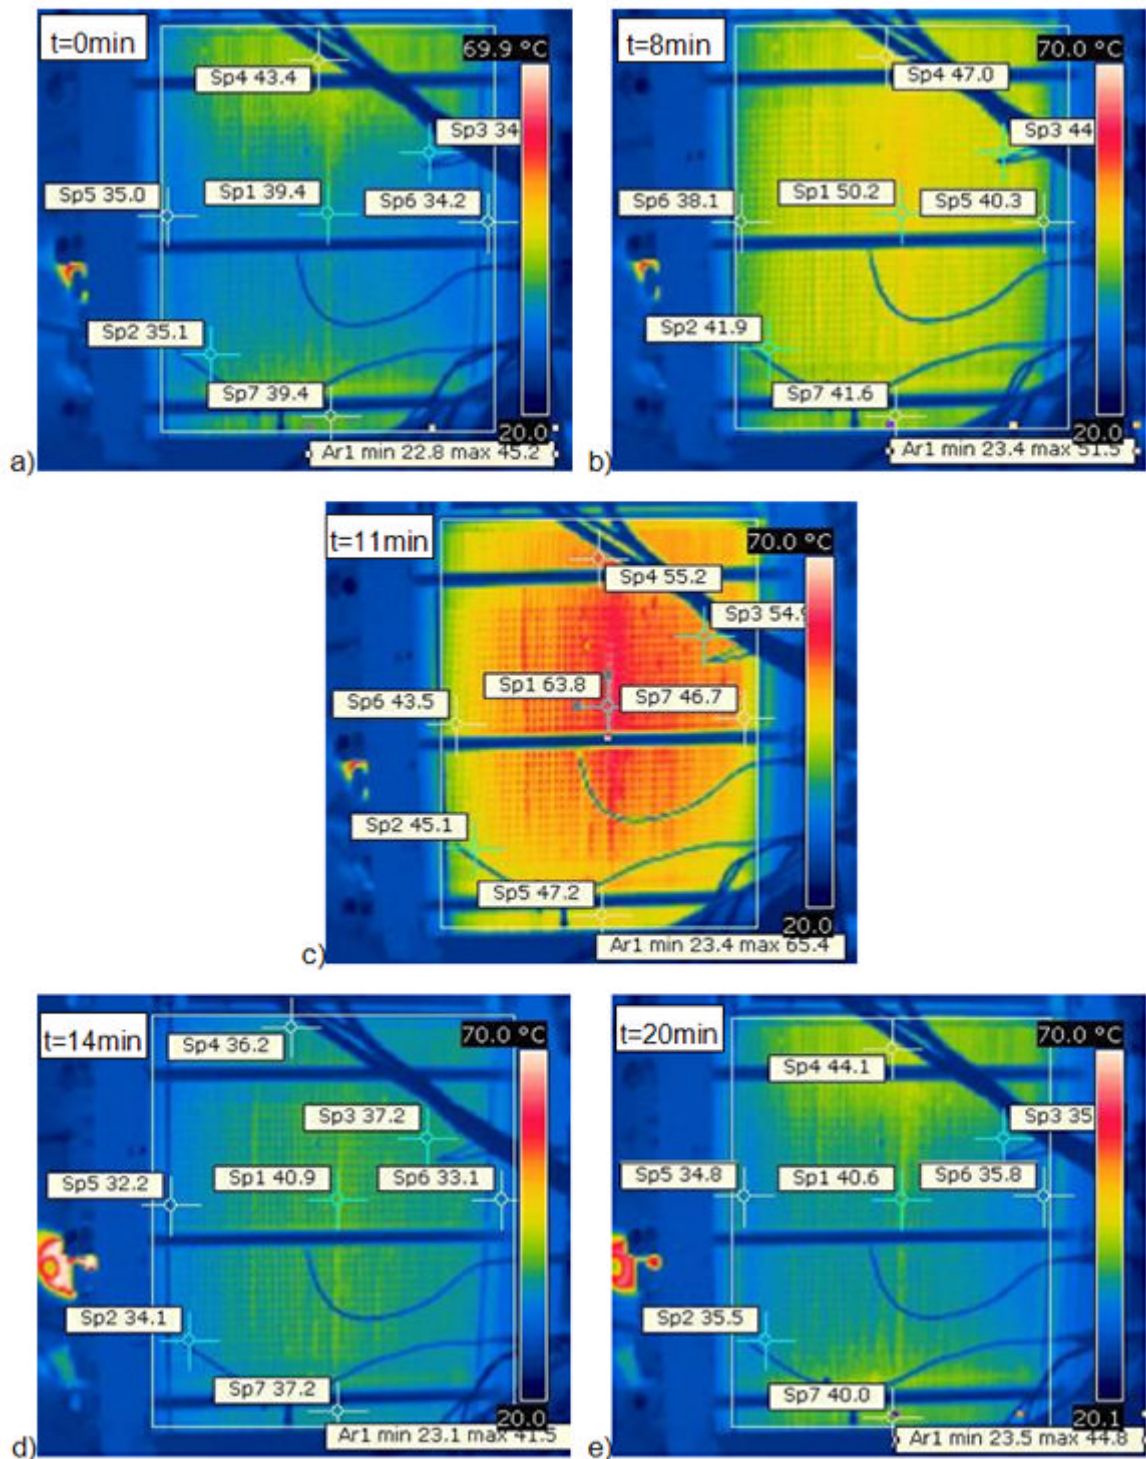 t=0min
69.9 °C
Sp4 43.4
Sp3 34
Sp5 35.0
Sp1 39.4
Sp6 34.2
Sp2 35.1
Sp7 39.4
20.0
Ar1 min 22.8 max 45.2
a)
t=8min
70.0 °C
Sp4 47.0
Sp3 44
Sp6 38.1
Sp1 50.2
Sp5 40.3
Sp2 41.9
Sp7 41.6
20.0
Ar1 min 23.4 max 51.5
b)
t=11min
70.0 °C
Sp4 55.2
Sp3 54.9
Sp1 63.8
Sp7 46.7
Sp6 43.5
Sp2 45.1
Sp5 47.2
20.0
Ar1 min 23.4 max 65.4
c)
t=14min
70.0 °C
Sp4 36.2
Sp3 37.2
Sp5 32.2
Sp1 40.9
Sp6 33.1
Sp2 34.1
Sp7 37.2
20.0
Ar1 min 23.1 max 41.5
d)
t=20min
70.0 °C
Sp4 44.1
Sp3 35
Sp5 34.8
Sp1 40.6
Sp6 35.8
Sp2 35.5
Sp7 40.0
20.1
Ar1 min 23.5 max 44.8
e)